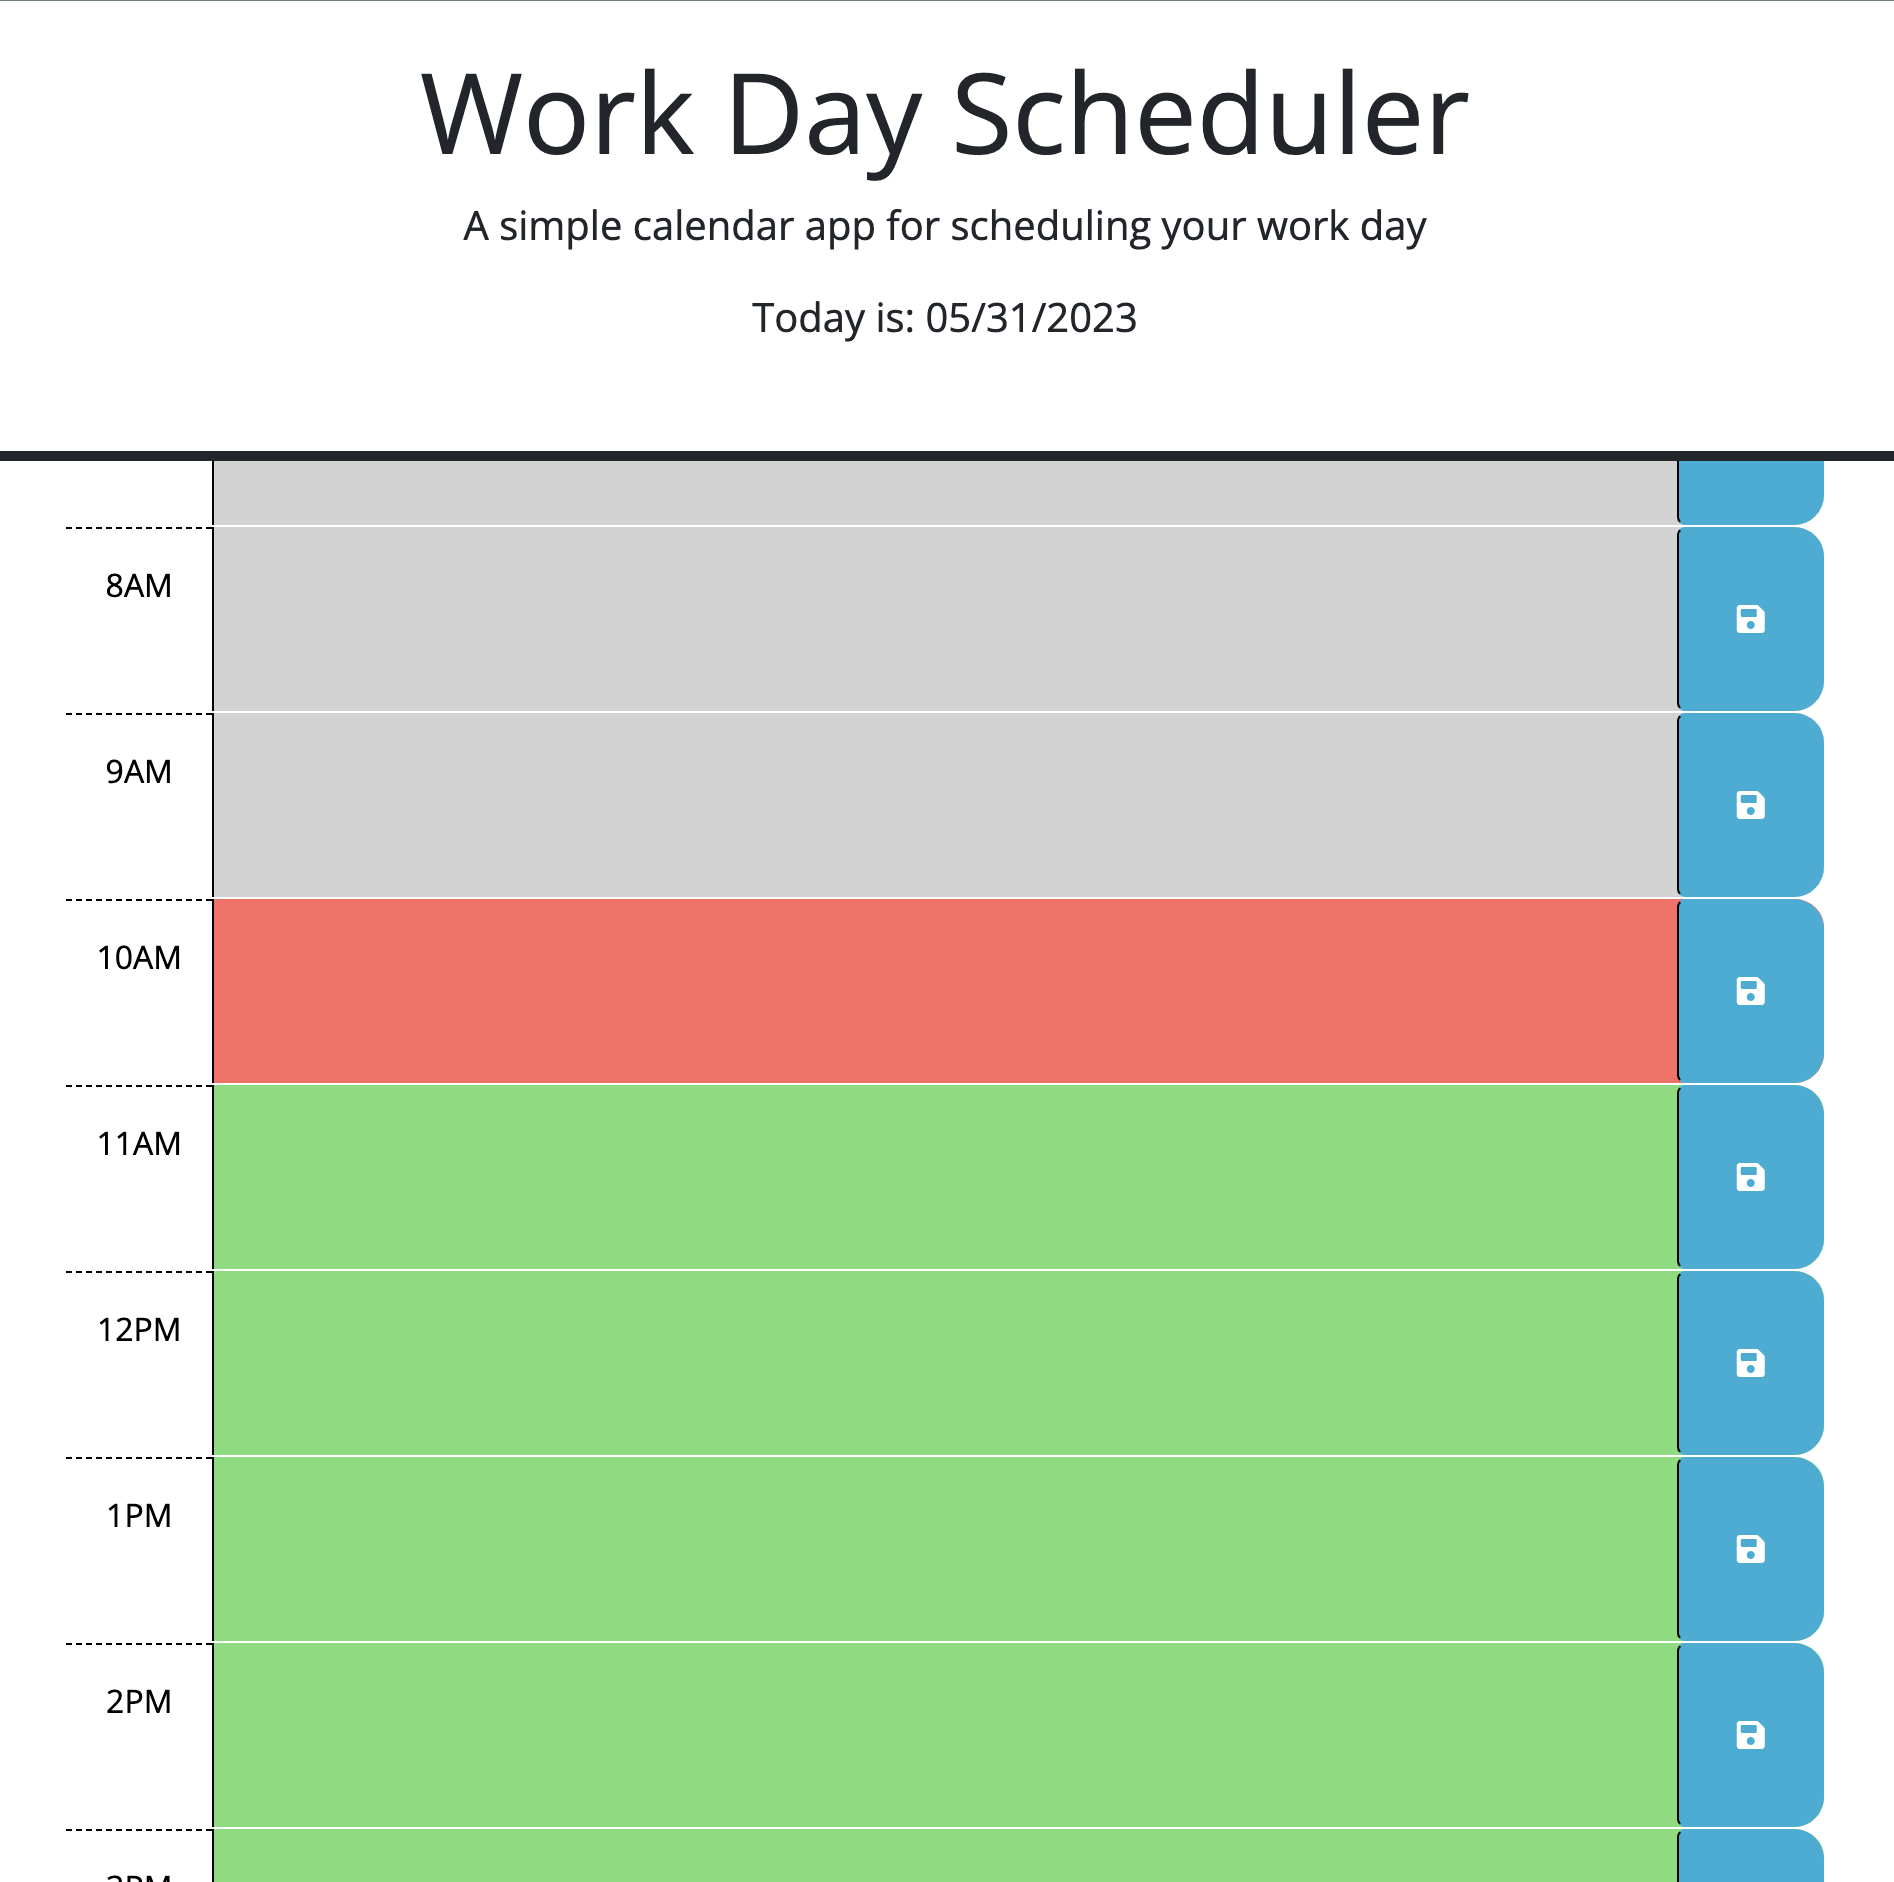 Work Day Scheduler
A simple calendar app for scheduling your work day
Today is: 05/31/2023
8AM
9AM
10AM
11AM
12PM
1PM
2PM